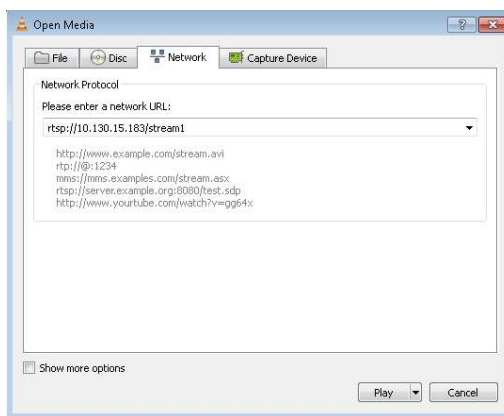 Open Media
File Disc Network Capture Device
Network Protocol
Please enter a network URL:
rtsp://10.130.15.183/stream1
http://www.example.com/stream.avi
rtp://@:1234
mms://mms.examples.com/stream.asx
rtsp://server.example.org:8080/test.sdp
http://www.yourtube.com/watch?v=gg64x
Show more options
Play Cancel